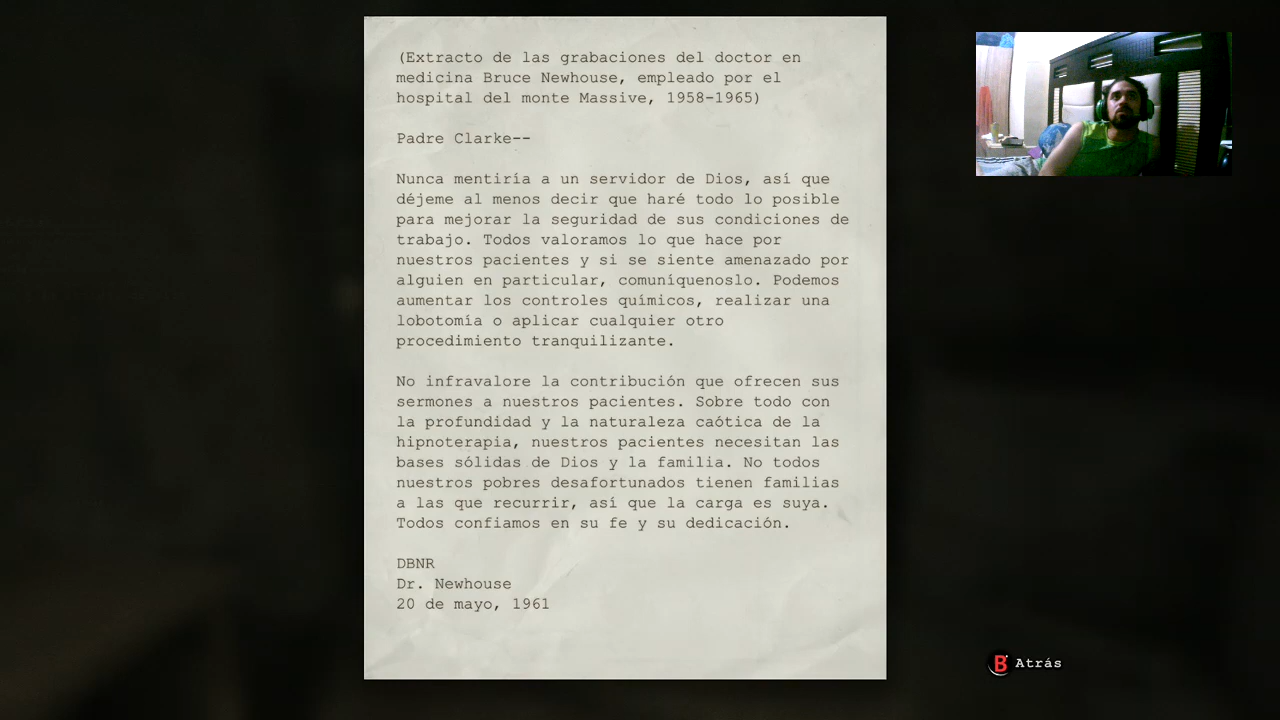 (Extracto de las grabaciones del doctor en
medicina Bruce Newhouse, empleado por el
hospital del monte Massive, 1958-1965)
Padre Clarke--
Nunca mentiría a un servidor de Dios, así que
déjeme al menos decir que haré todo lo posible
para mejorar la seguridad de sus condiciones de
trabajo. Todos valoramos lo que hace por
nuestros pacientes y si se siente amenazado por
alguien en particular, comuníquenoslo. Podemos
aumentar los controles químicos, realizar una
lobotomía o aplicar cualquier otro
procedimiento tranquilizante.
No infravalore la contribución que ofrecen sus
sermones a nuestros pacientes. Sobre todo con
la profundidad y la naturaleza caótica de la
hipnoterapia, nuestros pacientes necesitan las
bases sólidas de Dios y la familia. No todos
nuestros pobres desafortunados tienen familias
a las que recurrir, así que la carga es suya.
Todos confiamos en su fe y su dedicación.
DBNR
Dr. Newhouse
20 de mayo, 1961
B Atrás